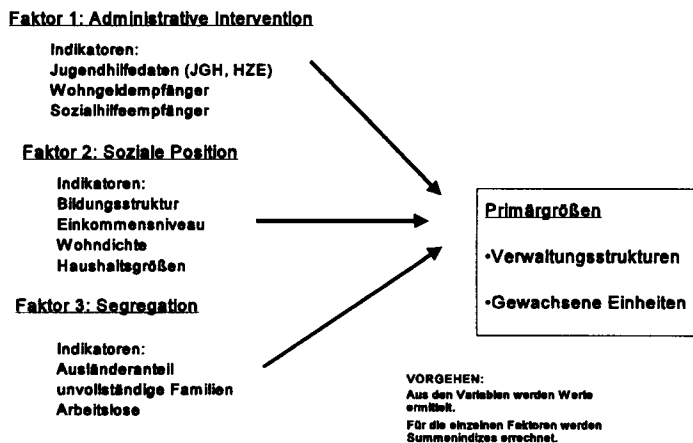 Faktor 1: Administrative Intervention
Indikatoren:
Jugendhilfedaten (JGH, HZE)
Wohngeldempfänger
Sozialhilfeempfänger
Faktor 2: Soziale Position
Indikatoren:
Bildungsstruktur
Einkommensniveau
Wohndichte
Haushaltsgrößen
Faktor 3: Segregation
Indikatoren:
Ausländeranteil
unvollständige Familien
Arbeitslose
Primärgrößen
•Verwaltungsstrukturen
•Gewachsene Einheiten
VORGEHEN:
Aus den Variablen werden Werte
ermittelt.
Für die einzelnen Faktoren werden
Summenindizes errechnet.